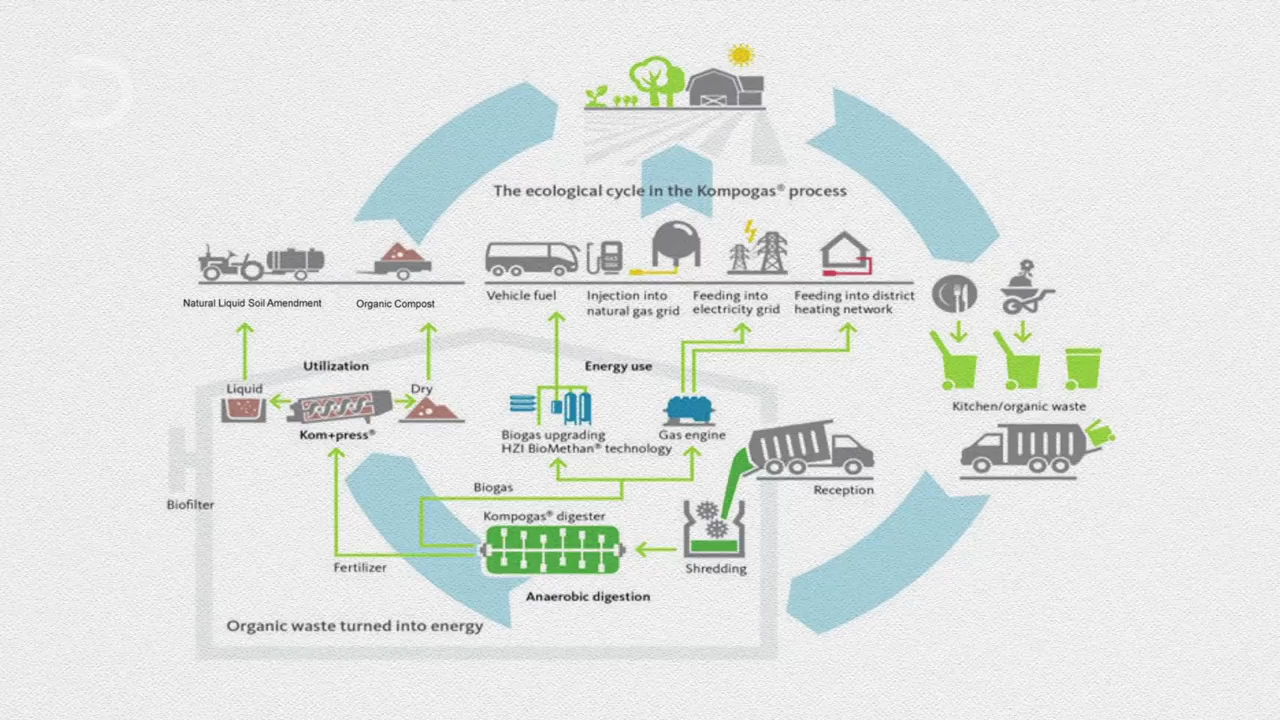 The ecological cycle in the Kompogas® process
GAS
Natural Liquid Soil Amendment
Organic Compost
Vehicle fuel
Injection into
natural gas grid
Feeding into
electricity grid
Feeding into district
heating network
Utilization
Energy use
Liquid
Dry
Kom+press®
Biogas upgrading
HZI BioMethan® technology
Gas engine
Kitchen/organic waste
Reception
Biofilter
Biogas
Kompogas® digester
Fertilizer
Shredding
Anaerobic digestion
Organic waste turned into energy